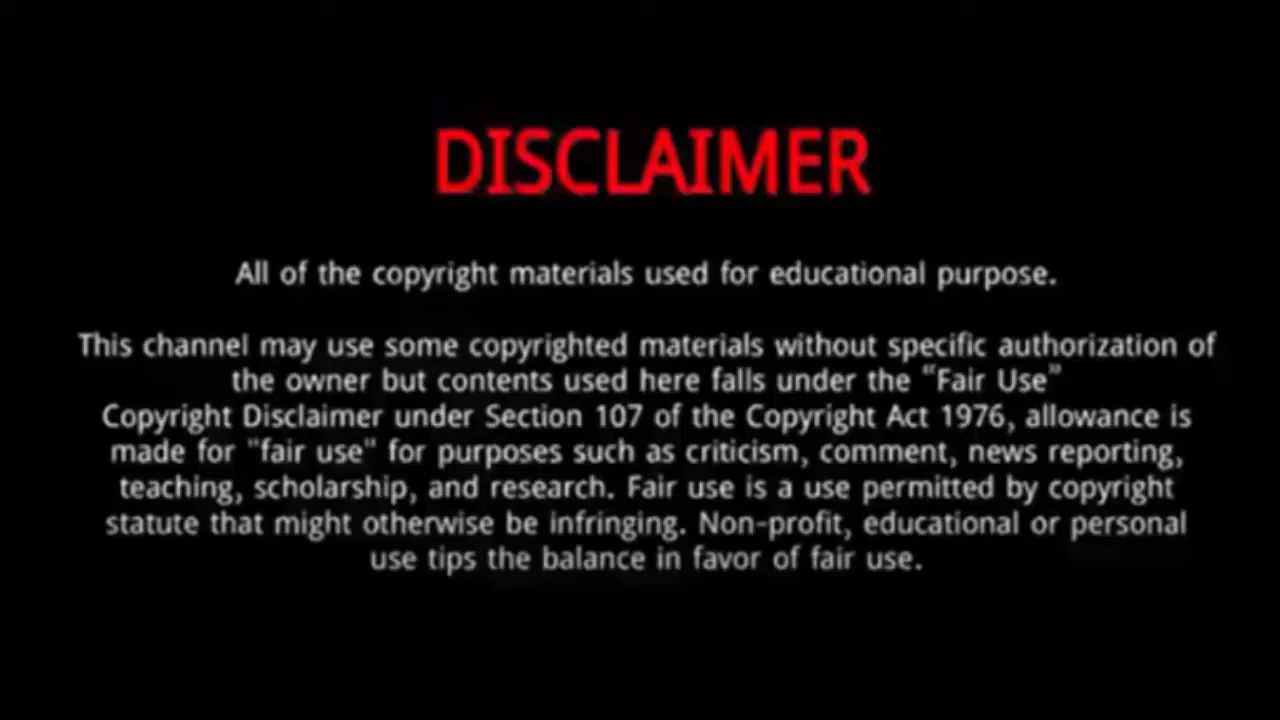 DISCLAIMER
All of the copyright materials used for educational purpose.
This channel may use some copyrighted materials without specific authorization of
the owner but contents used here falls under the “Fair Use”
Copyright Disclaimer under Section 107 of the Copyright Act 1976, allowance is
made for "fair use" for purposes such as criticism, comment, news reporting,
teaching, scholarship, and research. Fair use is a use permitted by copyright
statute that might otherwise be infringing. Non-profit, educational or personal
use tips the balance in favor of fair use.